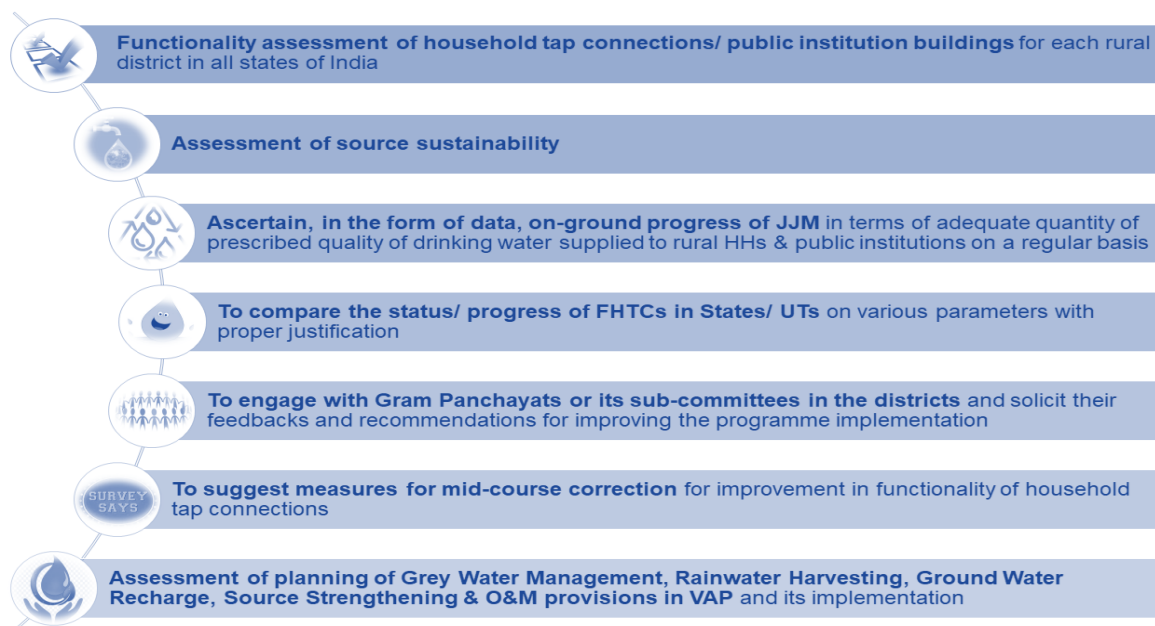 Functionality assessment of household tap connections/ public institution buildings for each rural
district in all states of India
Assessment of source sustainability
Ascertain, in the form of data, on-ground progress of JJM in terms of adequate quantity of
prescribed quality of drinking water supplied to rural HHs & public institutions on a regular basis
To compare the status/ progress of FHTCs in States/ UTs on various parameters with
proper justification
To engage with Gram Panchayats or its sub-committees in the districts and solicit their
feedbacks and recommendations for improving the programme implementation
SURVEY
SAYS
To suggest measures for mid-course correction for improvement in functionality of household
tap connections
Assessment of planning of Grey Water Management, Rainwater Harvesting, Ground Water
Recharge, Source Strengthening & O&M provisions in VAP and its implementation